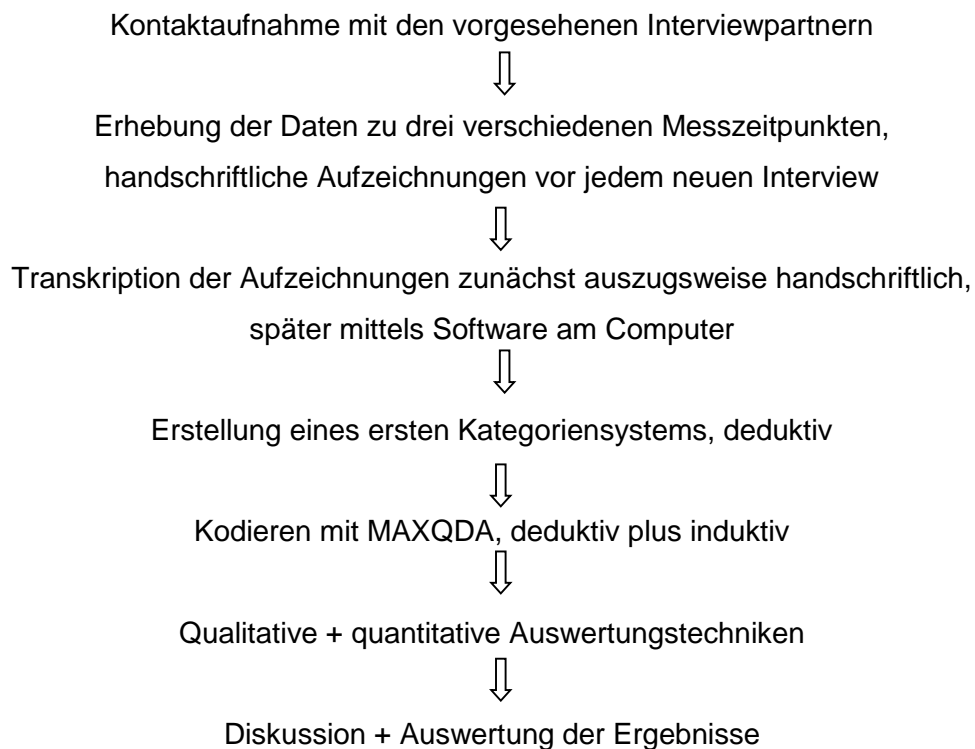 Kontaktaufnahme mit den vorgesehenen Interviewpartnern
Erhebung der Daten zu drei verschiedenen Messzeitpunkten,
handschriftliche Aufzeichnungen vor jedem neuen Interview
Transkription der Aufzeichnungen zunächst auszugsweise handschriftlich,
später mittels Software am Computer
Erstellung eines ersten Kategoriensystems, deduktiv
Kodieren mit MAXQDA, deduktiv plus induktiv
Qualitative + quantitative Auswertungstechniken
Diskussion + Auswertung der Ergebnisse